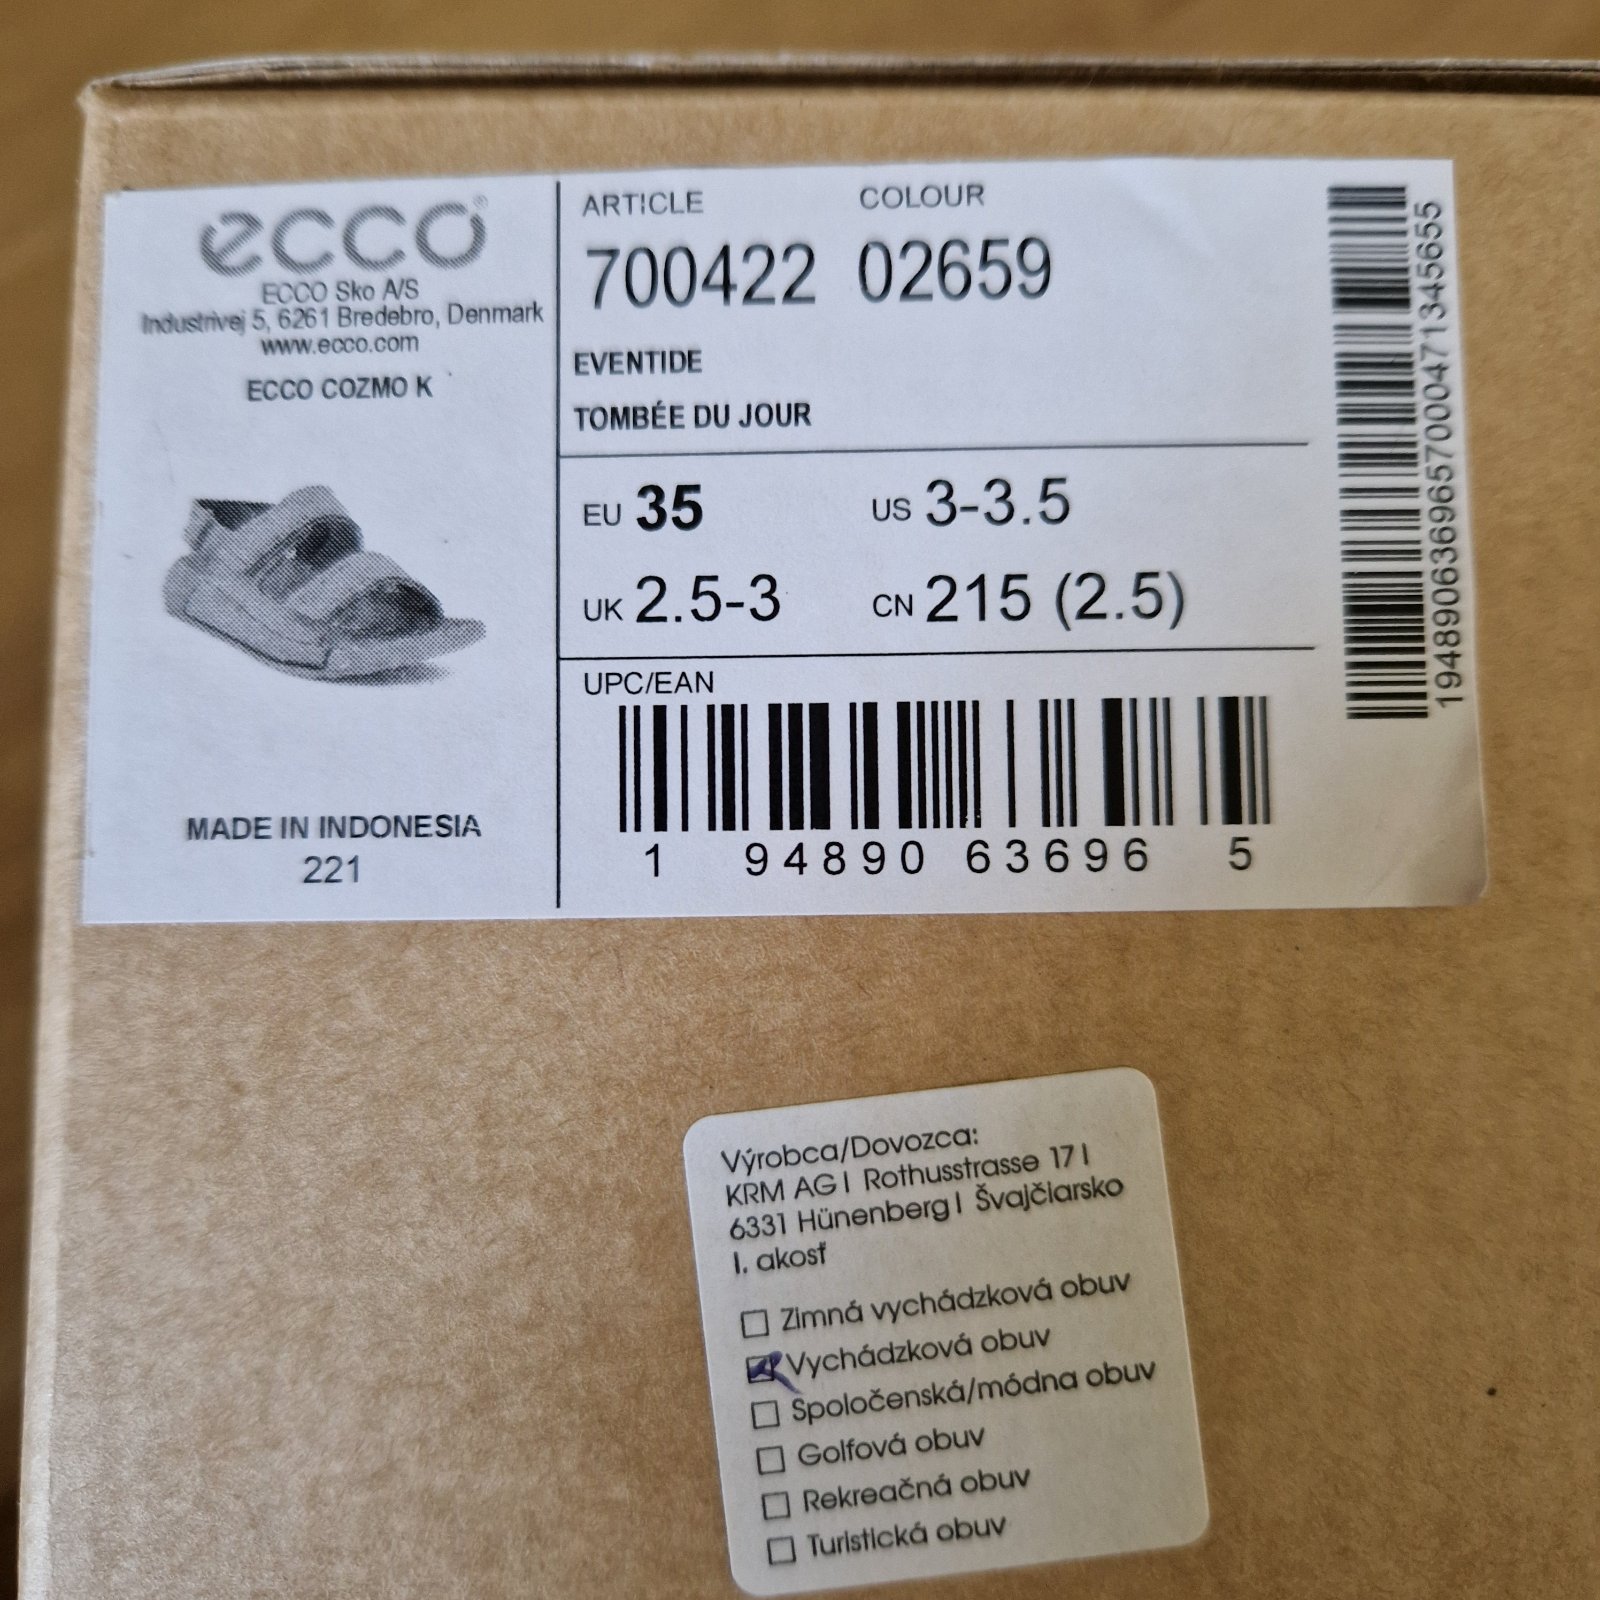 ecco®
ECCO Sko A/S
Industrivej 5, 6261 Bredebro, Denmark
www.ecco.com
ECCO COZMO K
MADE IN INDONESIA
221
ARTICLE COLOUR
700422 02659
EVENTIDE
TOMBÉE DU JOUR
EU 35 US 3-3.5
UK 2.5-3 CN 215 (2.5)
UPC/EAN
1 94890 63696 5
194890636965700047134565​5
Výrobca/Dovozca:
KRM AG I Rothusstrasse 17 I
6331 Hünenberg I Švajčiarsko
I. akosť
Zimná vychádzková obuv
Vychádzková obuv
Spoločenská/módna obuv
Golfová obuv
Rekreačná obuv
Turistická obuv